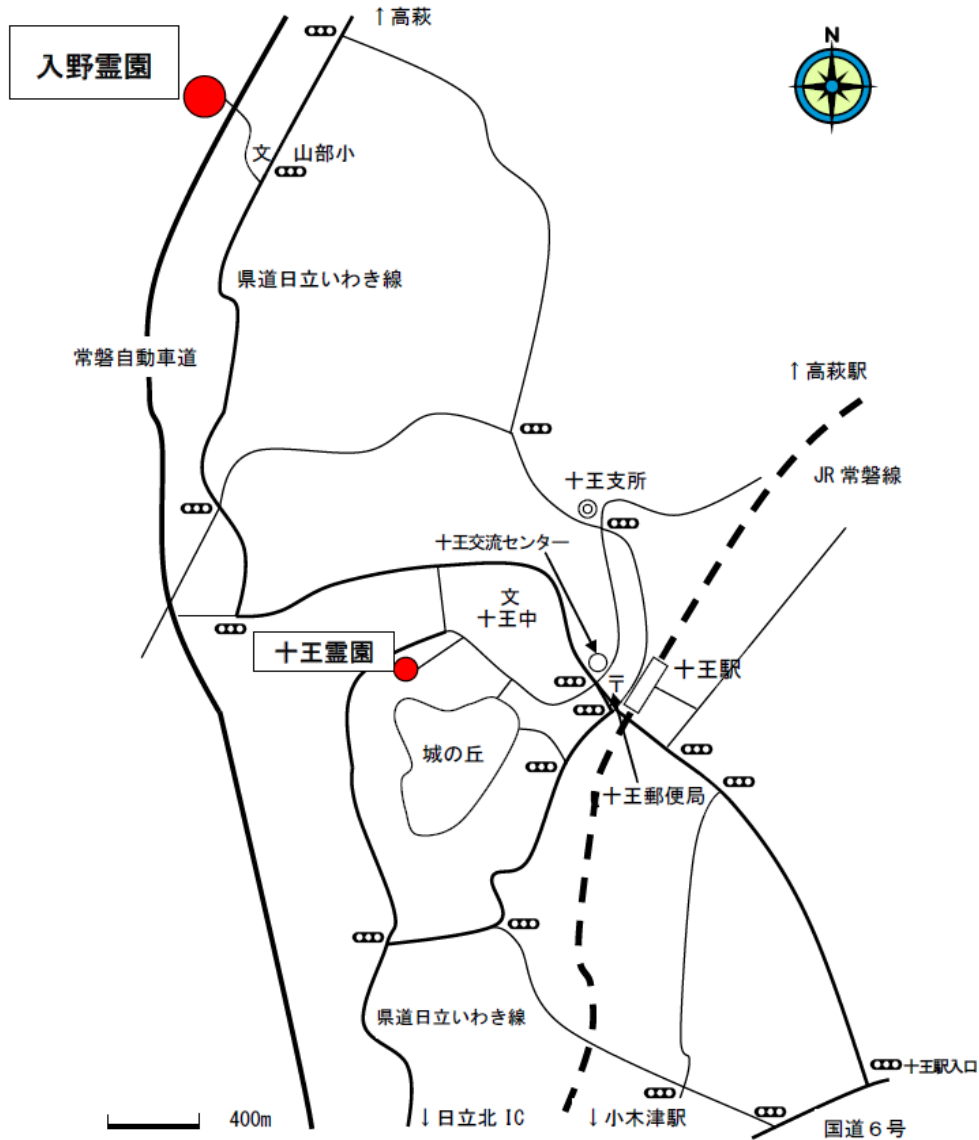 ↑高萩
N
入野霊園
文 山部小
県道日立いわき線
常磐自動車道
↑高萩駅
JR 常磐線
十王支所
十王交流センター
文
十王中
十王霊園
十王駅
〒
城の丘
十王郵便局
県道日立いわき線
十王駅入口
400m
↓日立北 IC
↓小木津駅
国道６号